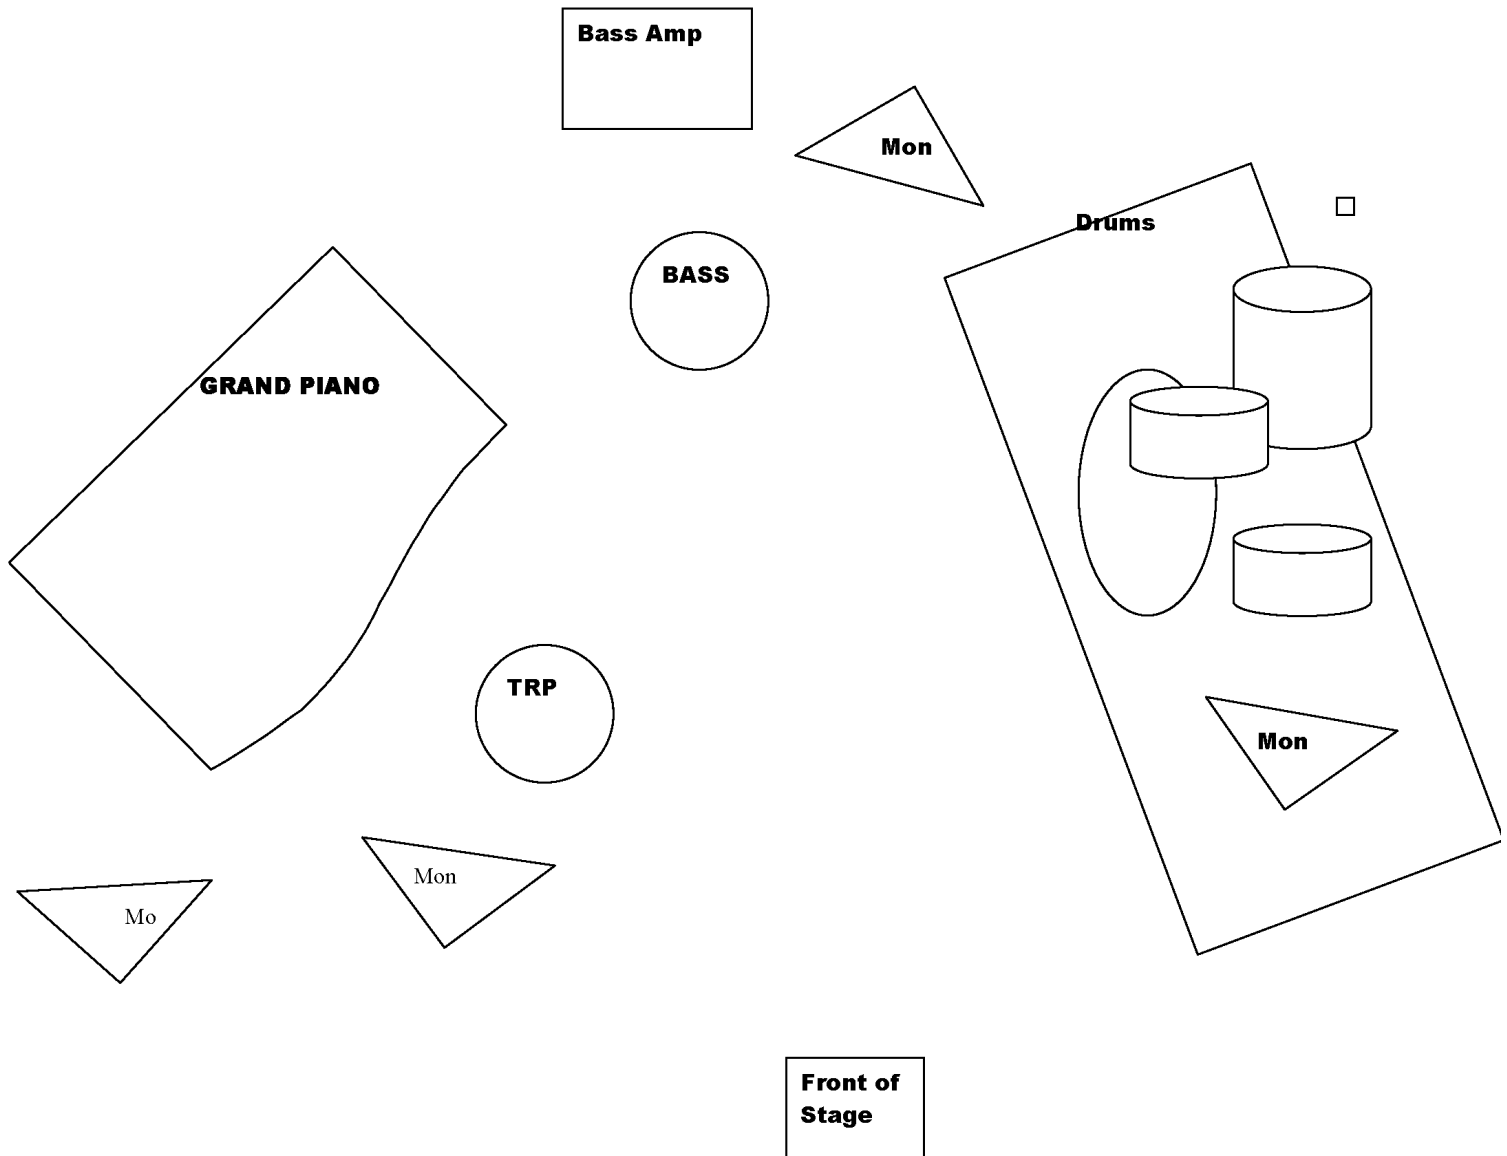 Bass Amp
Mon
Drums
BASS
GRAND PIANO
TRP
Mon
Mon
Mo
Front of
Stage